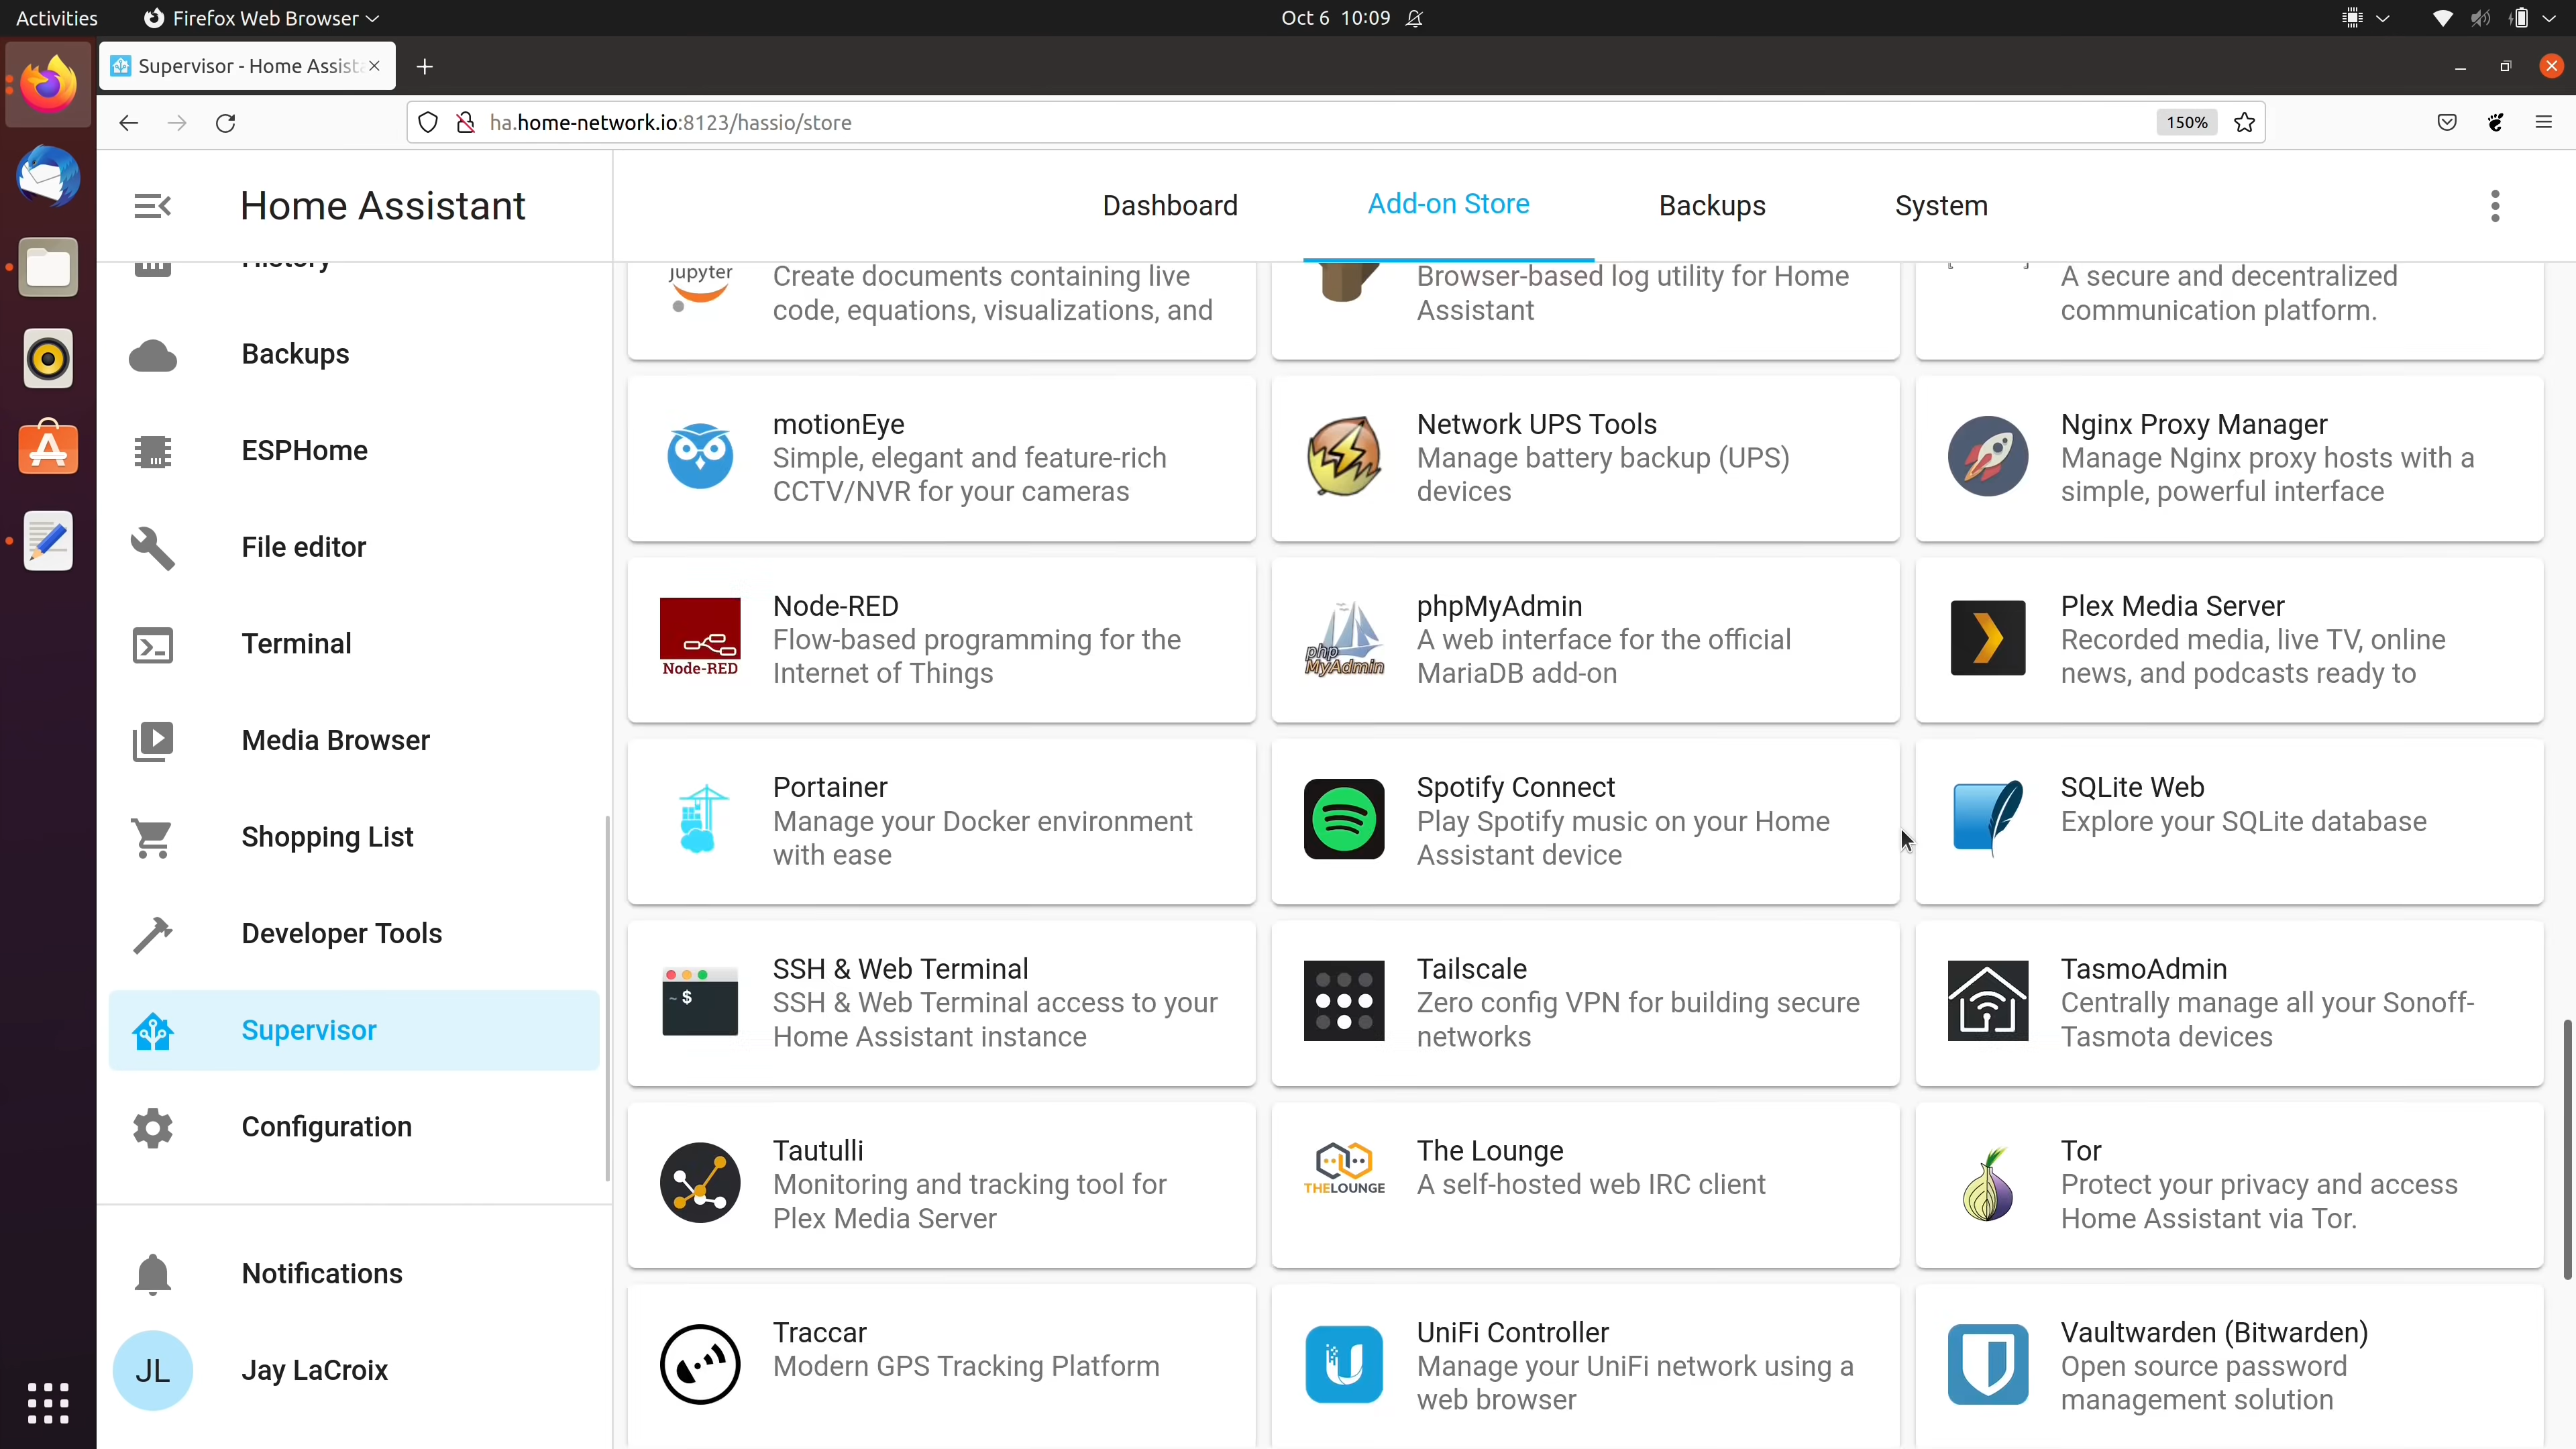 Activities
Firefox Web Browser
Oct 6 10:09
Supervisor - Home Assist
ha.home-network.io:8123/hassio/store
150%
Home Assistant
Dashboard
Add-on Store
Backups
System
History
Backups
ESPHome
File editor
Terminal
Media Browser
Shopping List
Developer Tools
Supervisor
Configuration
Notifications
JL
Jay LaCroix
jupyter
Create documents containing live
code, equations, visualizations, and
Browser-based log utility for Home
Assistant
A secure and decentralized
communication platform.
motionEye
Simple, elegant and feature-rich
CCTV/NVR for your cameras
Network UPS Tools
Manage battery backup (UPS)
devices
Nginx Proxy Manager
Manage Nginx proxy hosts with a
simple, powerful interface
Node-RED
Node-RED
Flow-based programming for the
Internet of Things
php
MyAdmin
phpMyAdmin
A web interface for the official
MariaDB add-on
Plex Media Server
Recorded media, live TV, online
news, and podcasts ready to
Portainer
Manage your Docker environment
with ease
Spotify Connect
Play Spotify music on your Home
Assistant device
SQLite Web
Explore your SQLite database
~ $
SSH & Web Terminal
SSH & Web Terminal access to your
Home Assistant instance
Tailscale
Zero config VPN for building secure
networks
TasmoAdmin
Centrally manage all your Sonoff-
Tasmota devices
Tautulli
Monitoring and tracking tool for
Plex Media Server
THELOUNGE
The Lounge
A self-hosted web IRC client
Tor
Protect your privacy and access
Home Assistant via Tor.
Traccar
Modern GPS Tracking Platform
UniFi Controller
Manage your UniFi network using a
web browser
Vaultwarden (Bitwarden)
Open source password
management solution